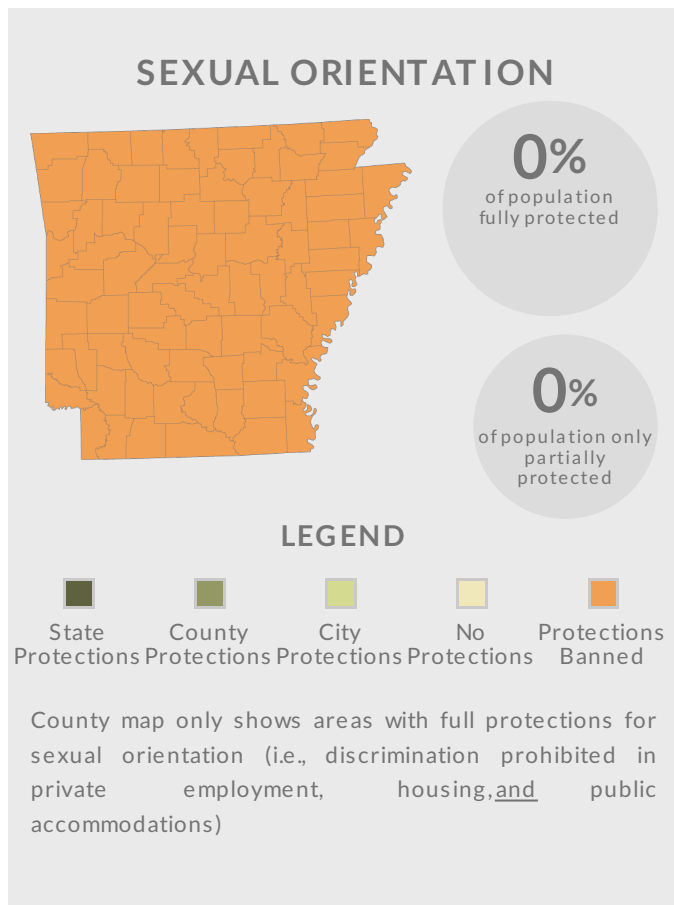 SEXUAL ORIENTATION
0%
of population
fully protected
0%
of population only
partially
protected
LEGEND
State
Protections
County
Protections
City
Protections
No
Protections
Protections
Banned
County map only shows areas with full protections for
sexual orientation (i.e., discrimination prohibited in
private employment, housing, and public
accommodations)